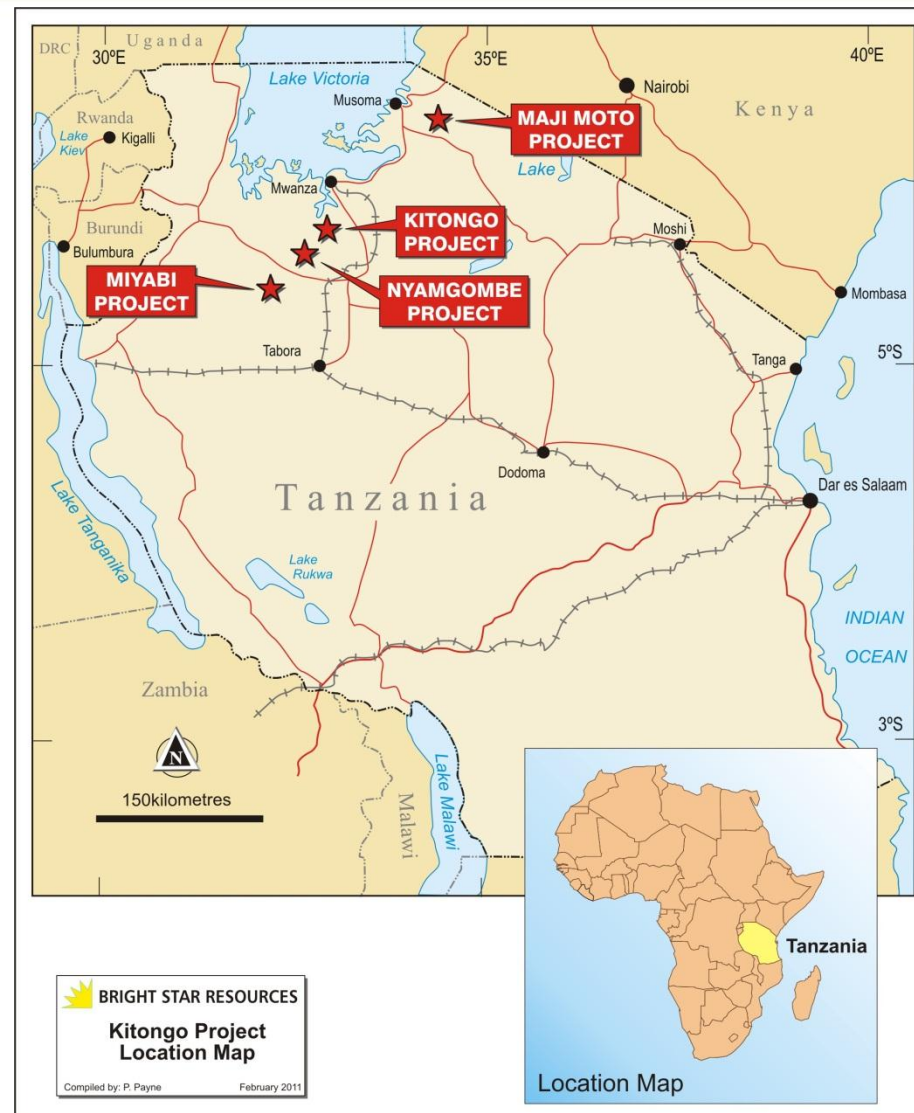 Uganda
DRC
30ºE
35ºE
40ºE
Lake Victoria
Musoma
Nairobi
Rwanda
Kenya
MAJI MOTO
PROJECT
Lake
Kiev
Kigalli
Lake
Mwanza
KITONGO
PROJECT
Burundi
Moshi
Bulumbura
MIYABI
PROJECT
NYAMGOMBE
PROJECT
Mombasa
Tabora
5ºS
Tanga
Dodoma
Dar es Salaam
Tanzania
Lake Tanganika
Lake
Rukwa
INDIAN
OCEAN
Zambia
3ºS
N
150kilometres
Malawi
Lake Malawi
Tanzania
Location Map
BRIGHT STAR RESOURCES
Kitongo Project
Location Map
Compiled by: P. Payne February 2011